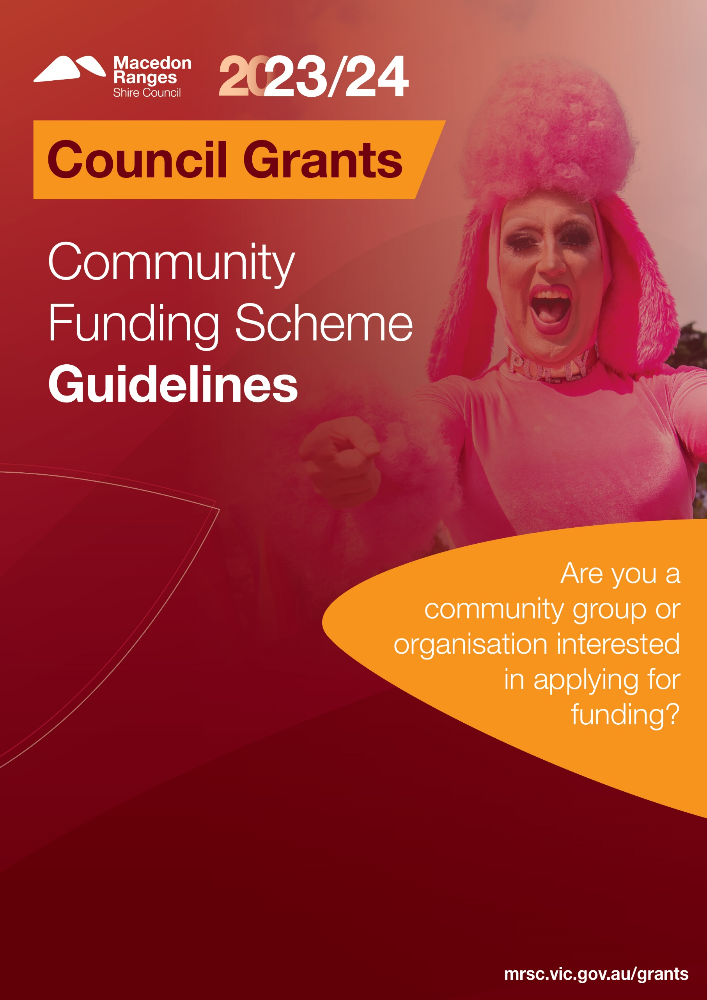 Macedon
Ranges
Shire Council
2023/24
Council Grants
Community
Funding Scheme
Guidelines
POLLY
Are you a
community group or
organisation interested
in applying for
funding?
mrsc.vic.gov.au/grants